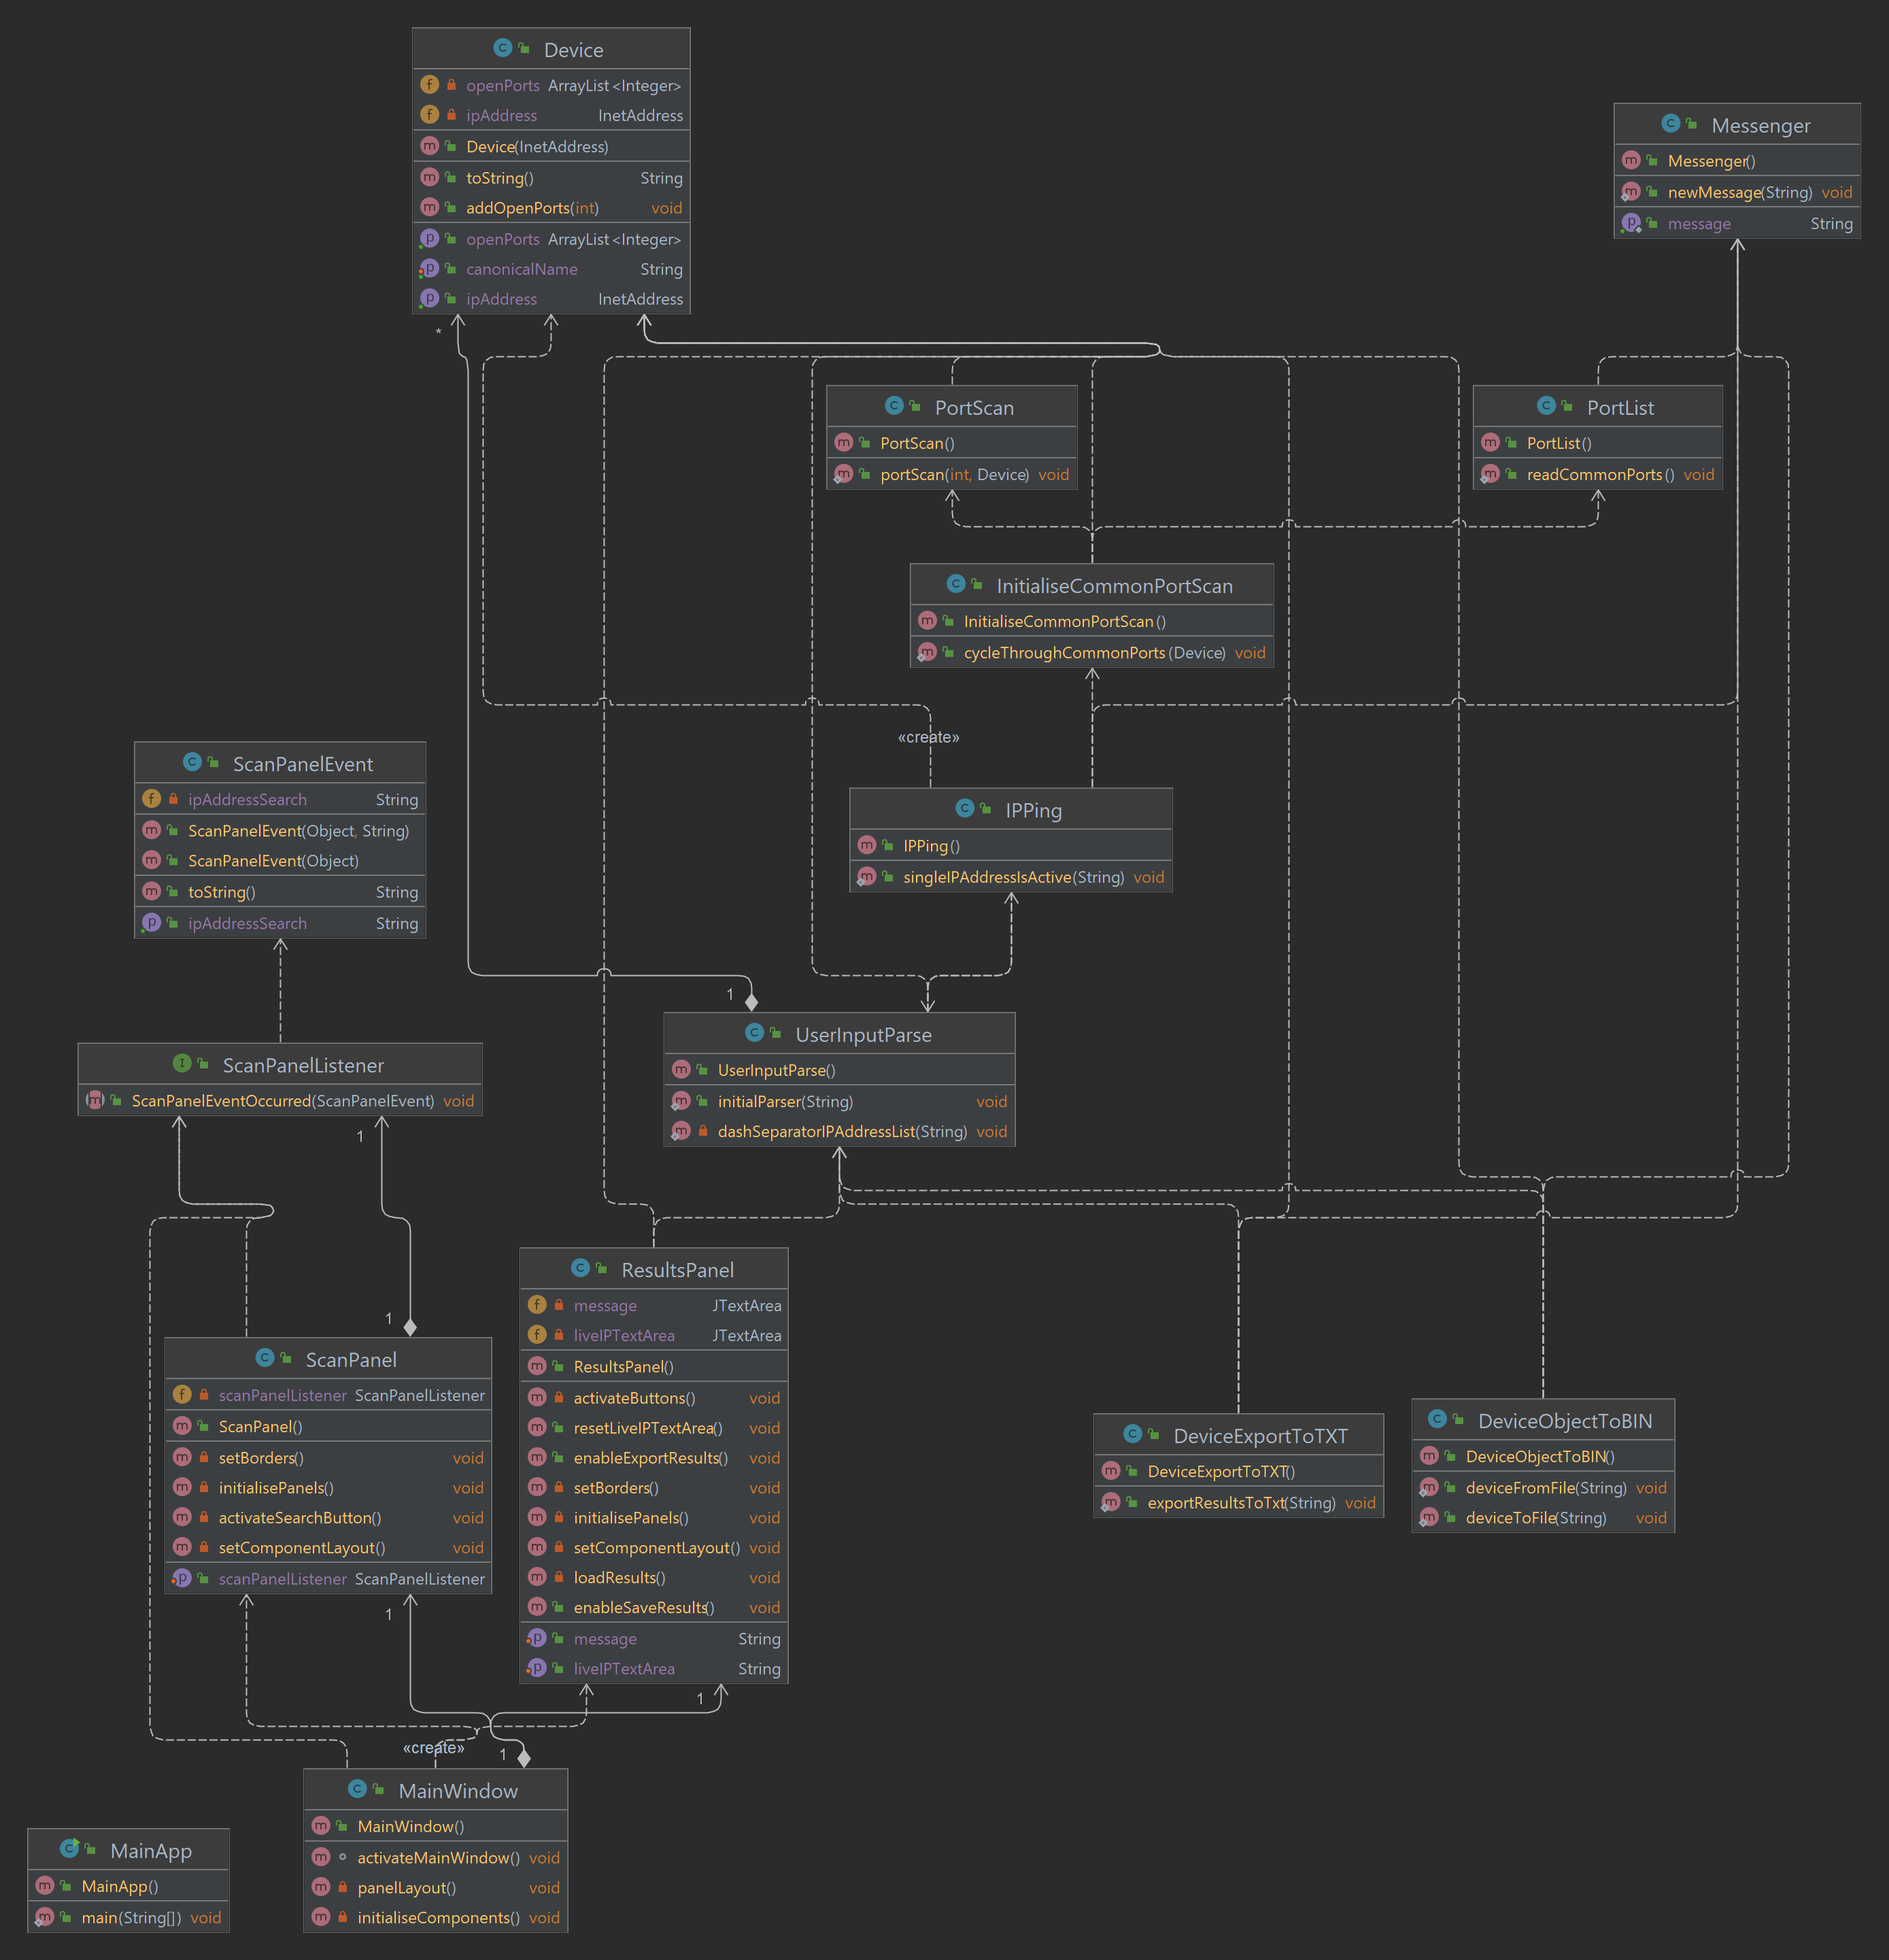 Device
openPorts ArrayList<Integer>
ipAddress InetAddress
Device(InetAddress)
toString() String
addOpenPorts(int) void
openPorts ArrayList<Integer>
canonicalName String
ipAddress InetAddress
*
Messenger
Messenger()
newMessage(String) void
message String
PortScan
PortScan()
portScan(int, Device) void
PortList
PortList()
readCommonPorts() void
InitialiseCommonPortScan
InitialiseCommonPortScan()
cycleThroughCommonPorts(Device) void
«create»
ScanPanelEvent
ipAddressSearch String
ScanPanelEvent(Object, String)
ScanPanelEvent(Object)
toString() String
ipAddressSearch String
IPPing
IPPing()
singleIPAddressIsActive(String) void
1
UserInputParse
UserInputParse()
initialParser(String) void
dashSeparatorIPAddressList(String) void
ScanPanelListener
ScanPanelEventOccurred(ScanPanelEvent) void
1
1
ScanPanel
scanPanelListener ScanPanelListener
ScanPanel()
setBorders() void
initialisePanels() void
activateSearchButton() void
setComponentLayout() void
scanPanelListener ScanPanelListener
1
ResultsPanel
message JTextArea
liveIPTextArea JTextArea
ResultsPanel()
activateButtons() void
resetLiveIPTextArea() void
enableExportResults() void
setBorders() void
initialisePanels() void
setComponentLayout() void
loadResults() void
enableSaveResults() void
message String
liveIPTextArea String
1
DeviceExportToTXT
DeviceExportToTXT()
exportResultsToTxt(String) void
DeviceObjectToBIN
DeviceObjectToBIN()
deviceFromFile(String) void
deviceToFile(String) void
«create»
1
MainWindow
MainWindow()
activateMainWindow() void
panelLayout() void
initialiseComponents() void
MainApp
MainApp()
main(String[]) void